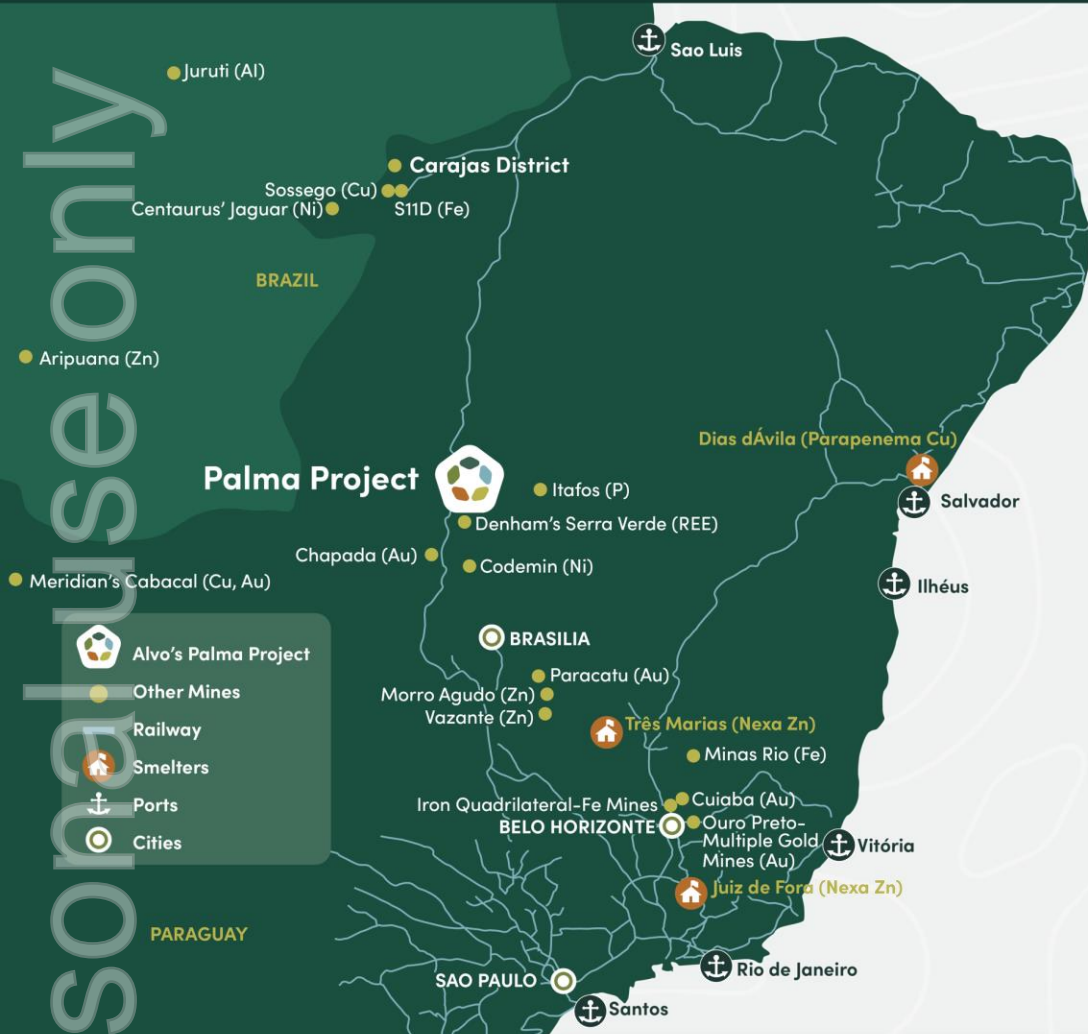 Sao Luis
Juruti (Al)
Carajas District
Sossego (Cu)
S11D (Fe)
Centaurus’ Jaguar (Ni)
BRAZIL
Aripuana (Zn)
Dias dÁvila (Parapenema Cu)
Palma Project
Itafos (P)
Salvador
Denham’s Serra Verde (REE)
Chapada (Au)
Codemin (Ni)
Meridian’s Cabacal (Cu, Au)
Ilhéus
BRASILIA
Alvo’s Palma Project
Other Mines
Railway
Smelters
Ports
Cities
Paracatu (Au)
Morro Agudo (Zn)
Vazante (Zn)
Três Marias (Nexa Zn)
Minas Rio (Fe)
Cuiaba (Au)
Iron Quadrilateral-Fe Mines
BELO HORIZONTE
Ouro Preto-
Multiple Gold
Mines (Au)
Vitória
Juiz de Fora (Nexa Zn)
PARAGUAY
Rio de Janeiro
SAO PAULO
Santos
sonal use only